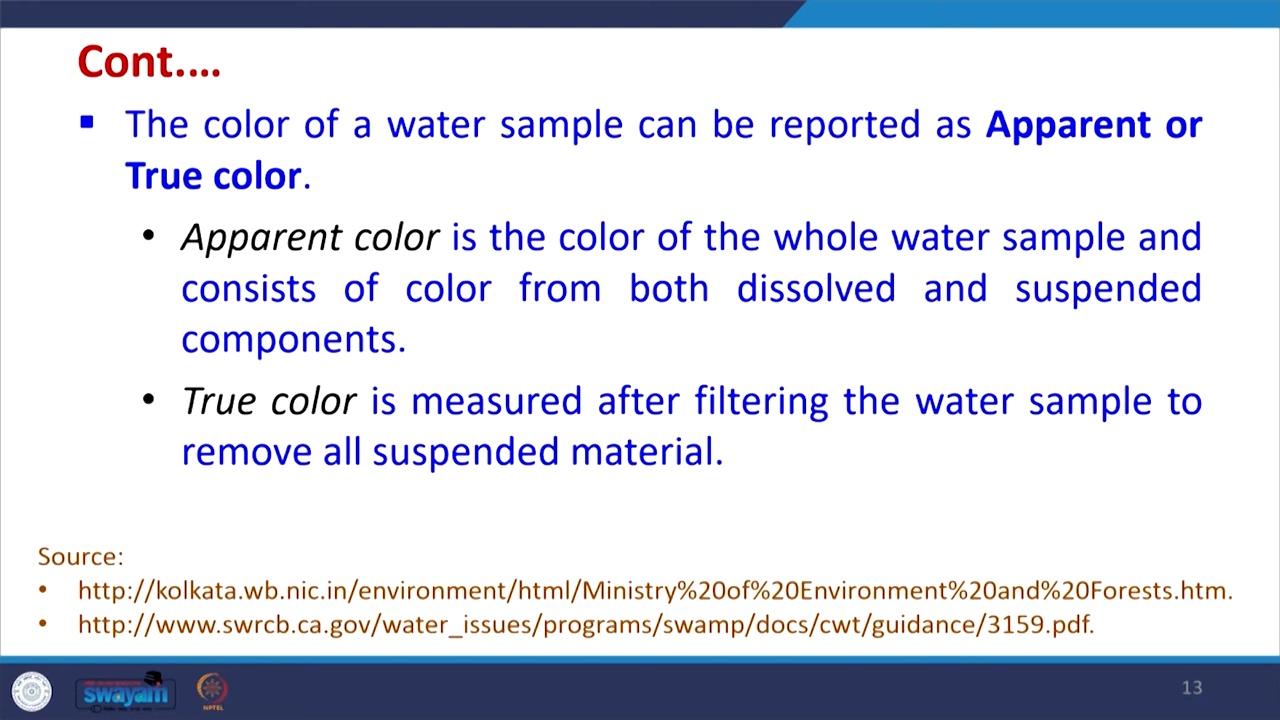 Cont.…
▪ The color of a water sample can be reported as Apparent or
True color.
• Apparent color is the color of the whole water sample and
consists of color from both dissolved and suspended
components.
• True color is measured after filtering the water sample to
remove all suspended material.
Source:
• http://kolkata.wb.nic.in/environment/html/Ministry%20of%20Environment%20and%20Forests.htm.
• http://www.swrcb.ca.gov/water_issues/programs/swamp/docs/cwt/guidance/3159.pdf.
swayam
NPTEL
13